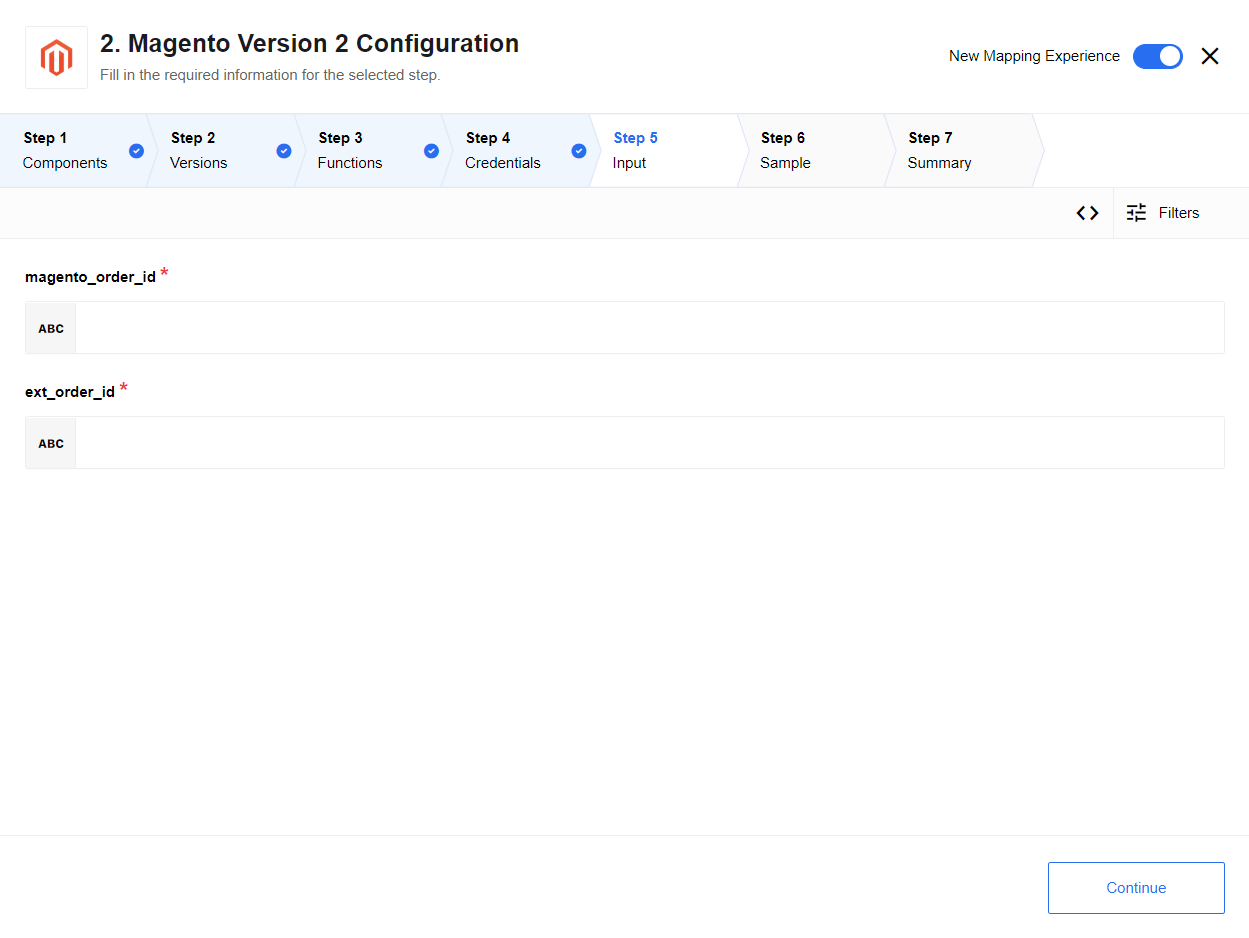 2. Magento Version 2 Configuration
Fill in the required information for the selected step.
New Mapping Experience
Step 1
Components
Step 2
Versions
Step 3
Functions
Step 4
Credentials
Step 5
Input
Step 6
Sample
Step 7
Summary
Filters
magento_order_id *
ABC
ext_order_id *
ABC
Continue